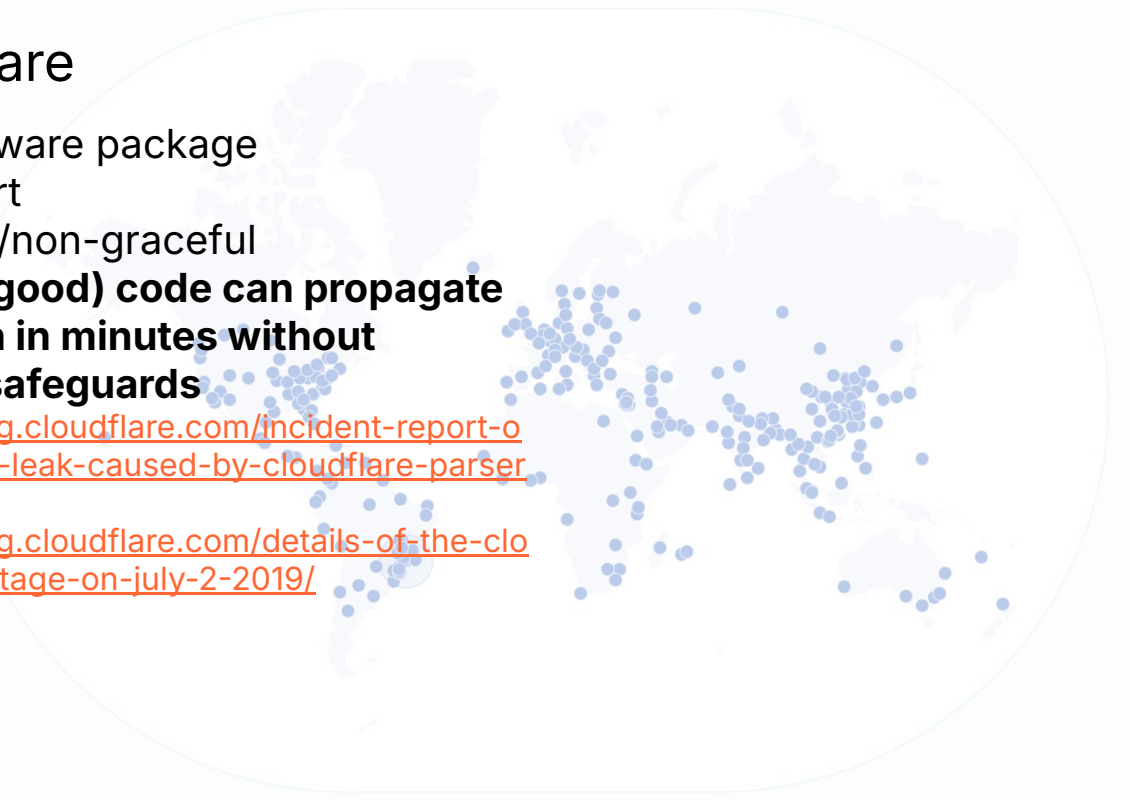 are
ware package
rt
/non-graceful
good) code can propagate
in minutes without
safeguards
g.cloudflare.com/incident-report-o
-leak-caused-by-cloudflare-parser
g.cloudflare.com/details-of-the-clo
tage-on-july-2-2019/